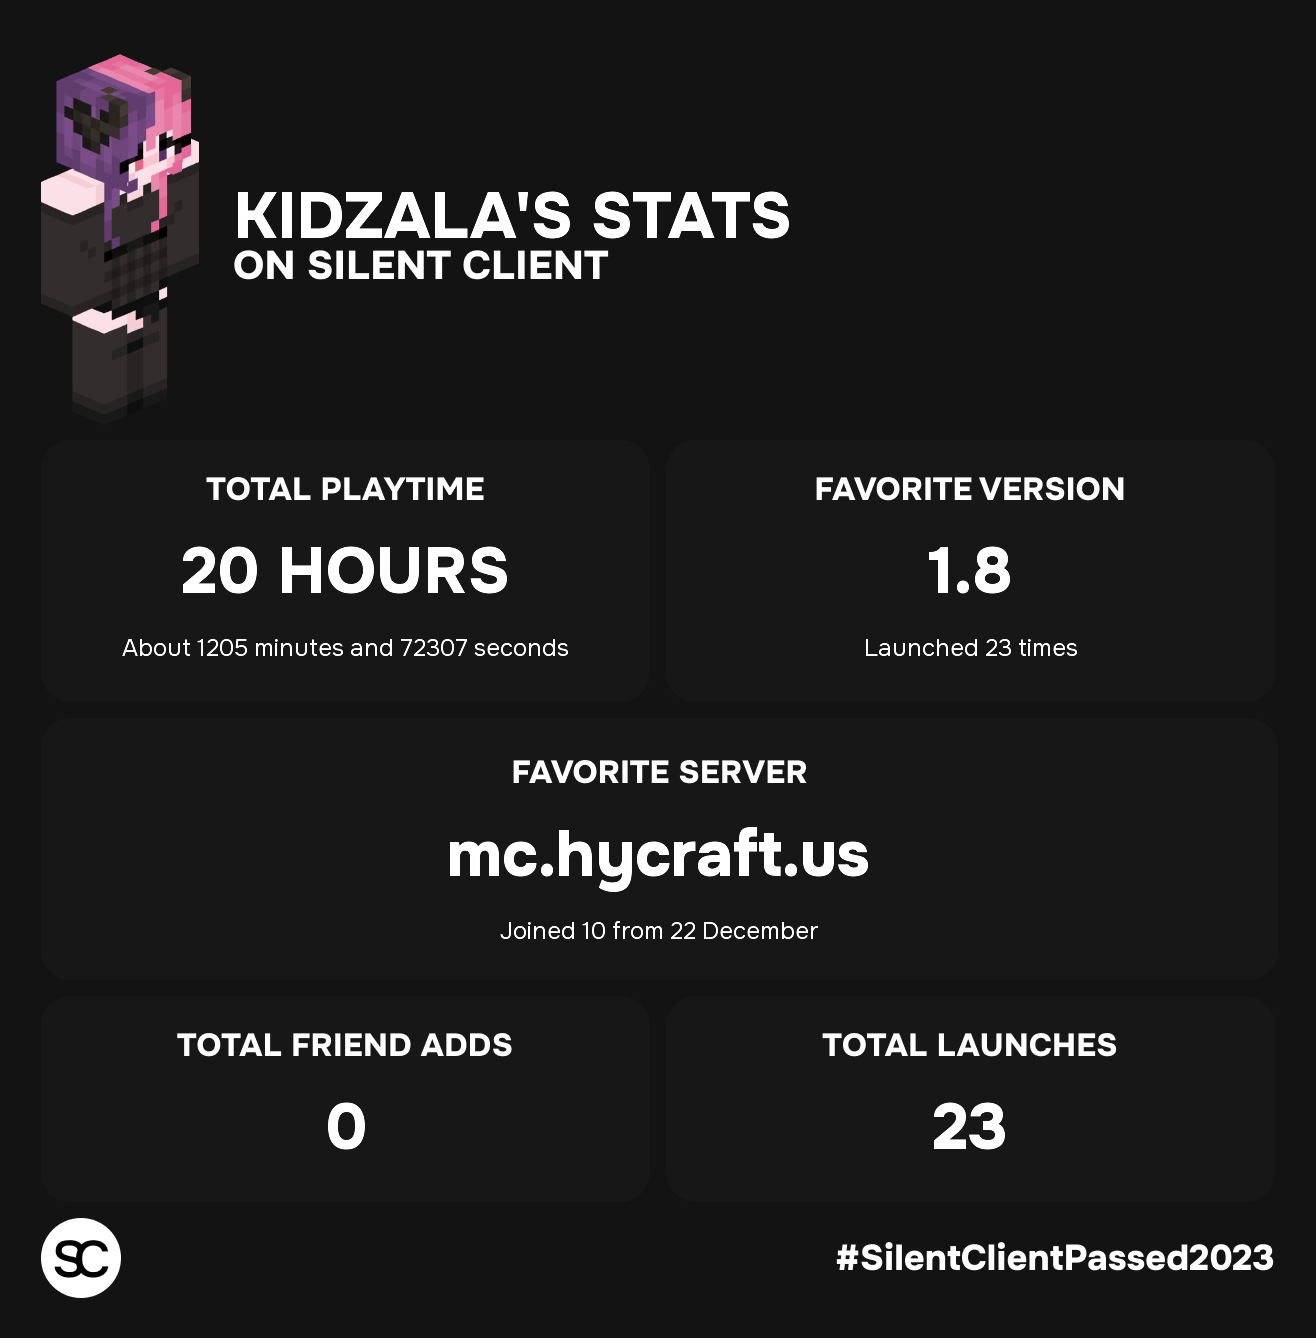 KIDZALA'S STATS
ON SILENT CLIENT
TOTAL PLAYTIME
20 HOURS
About 1205 minutes and 72307 seconds
FAVORITE VERSION
1.8
Launched 23 times
FAVORITE SERVER
mc.hycraft.us
Joined 10 from 22 December
TOTAL FRIEND ADDS
0
TOTAL LAUNCHES
23
SC
#SilentClientPassed2023